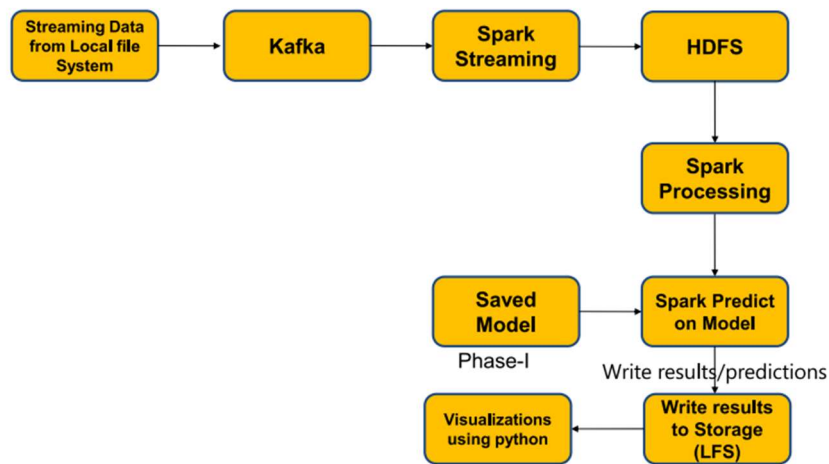 Streaming Data
from Local file
System
Kafka
Spark
Streaming
HDFS
Spark
Processing
Saved
Model
Spark Predict
on Model
Phase-I
Write results/predictions
Visualizations
using python
Write results
to Storage
(LFS)